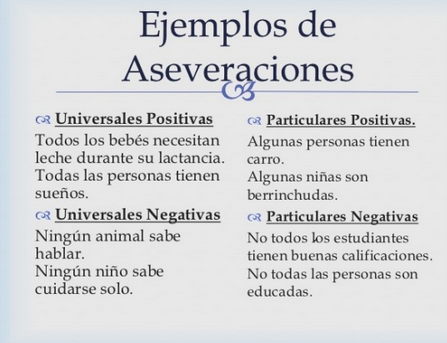 Ejemplos de
Aseveraciones
Universales Positivas
Todos los bebés necesitan
leche durante su lactancia.
Todas las personas tienen
sueños.
Universales Negativas
Ningún animal sabe
hablar.
Ningún niño sabe
cuidarse solo.
Particulares Positivas.
Algunas personas tienen
carro.
Algunas niñas son
berrinchudas.
Particulares Negativas
No todos los estudiantes
tienen buenas calificaciones.
No todas las personas son
educadas.